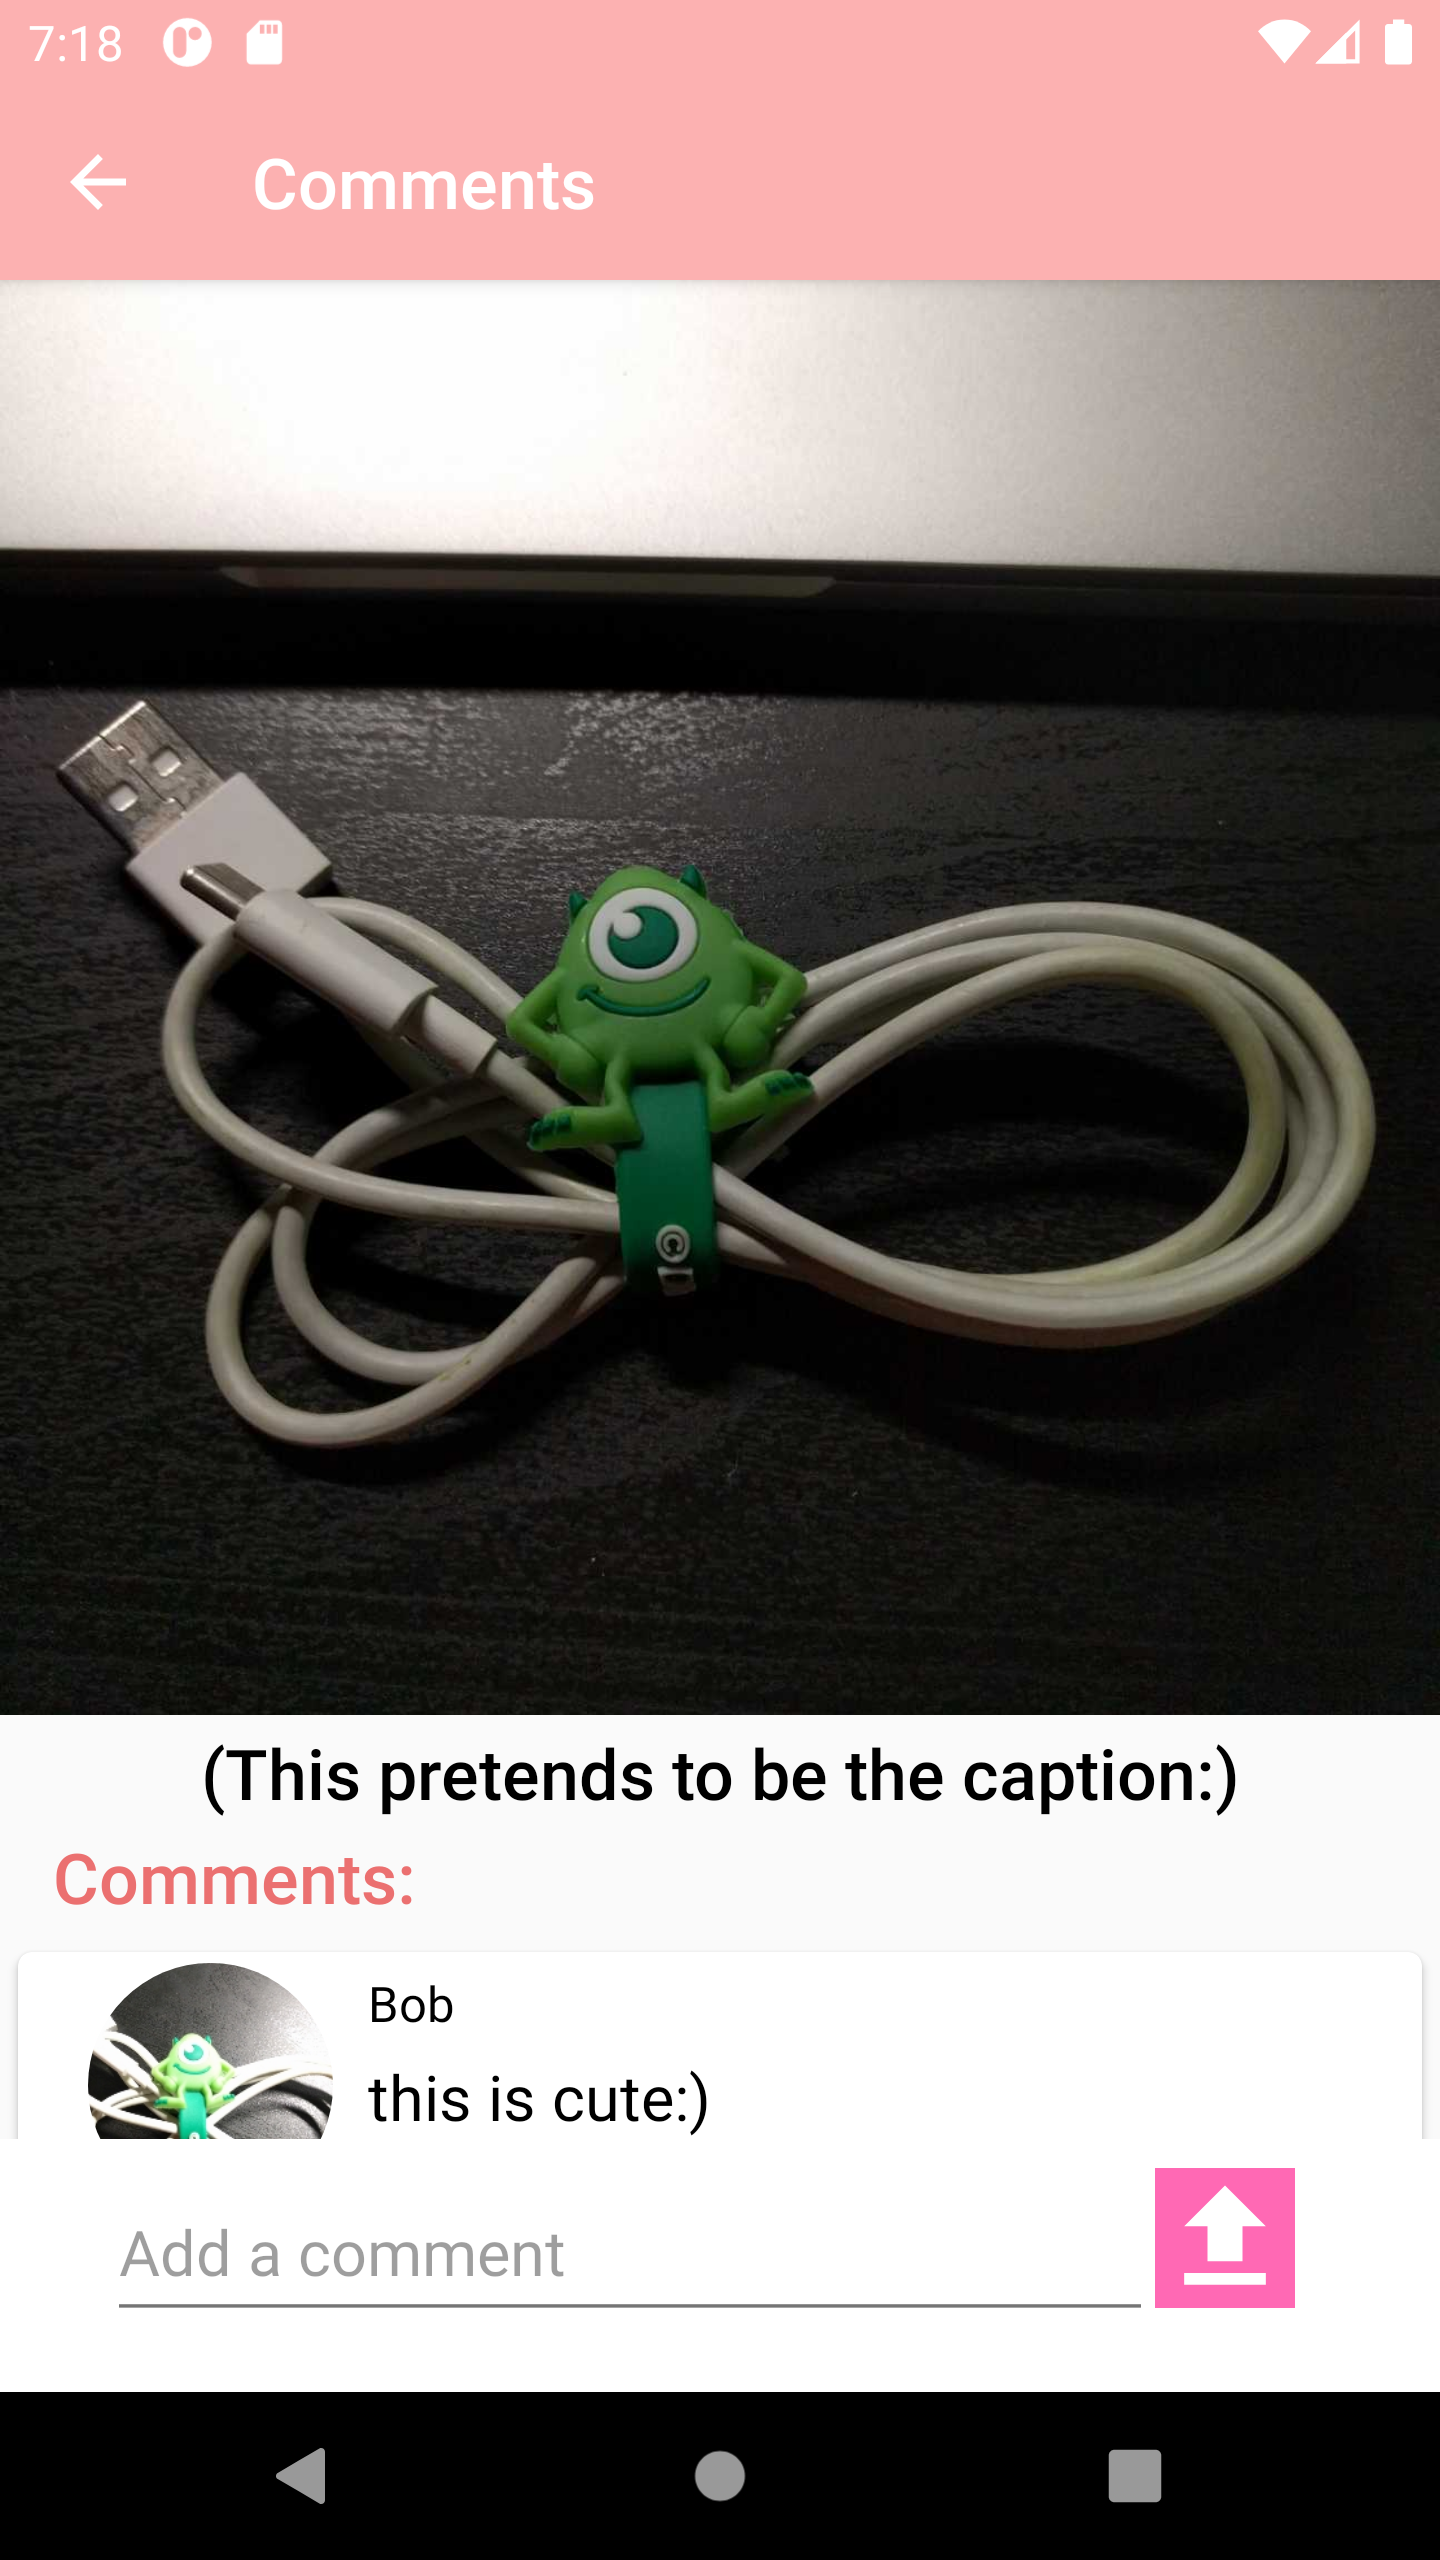 7:18
Comments
©
(This pretends to be the caption:)
Comments:
Bob
this is cute:)
Add a comment